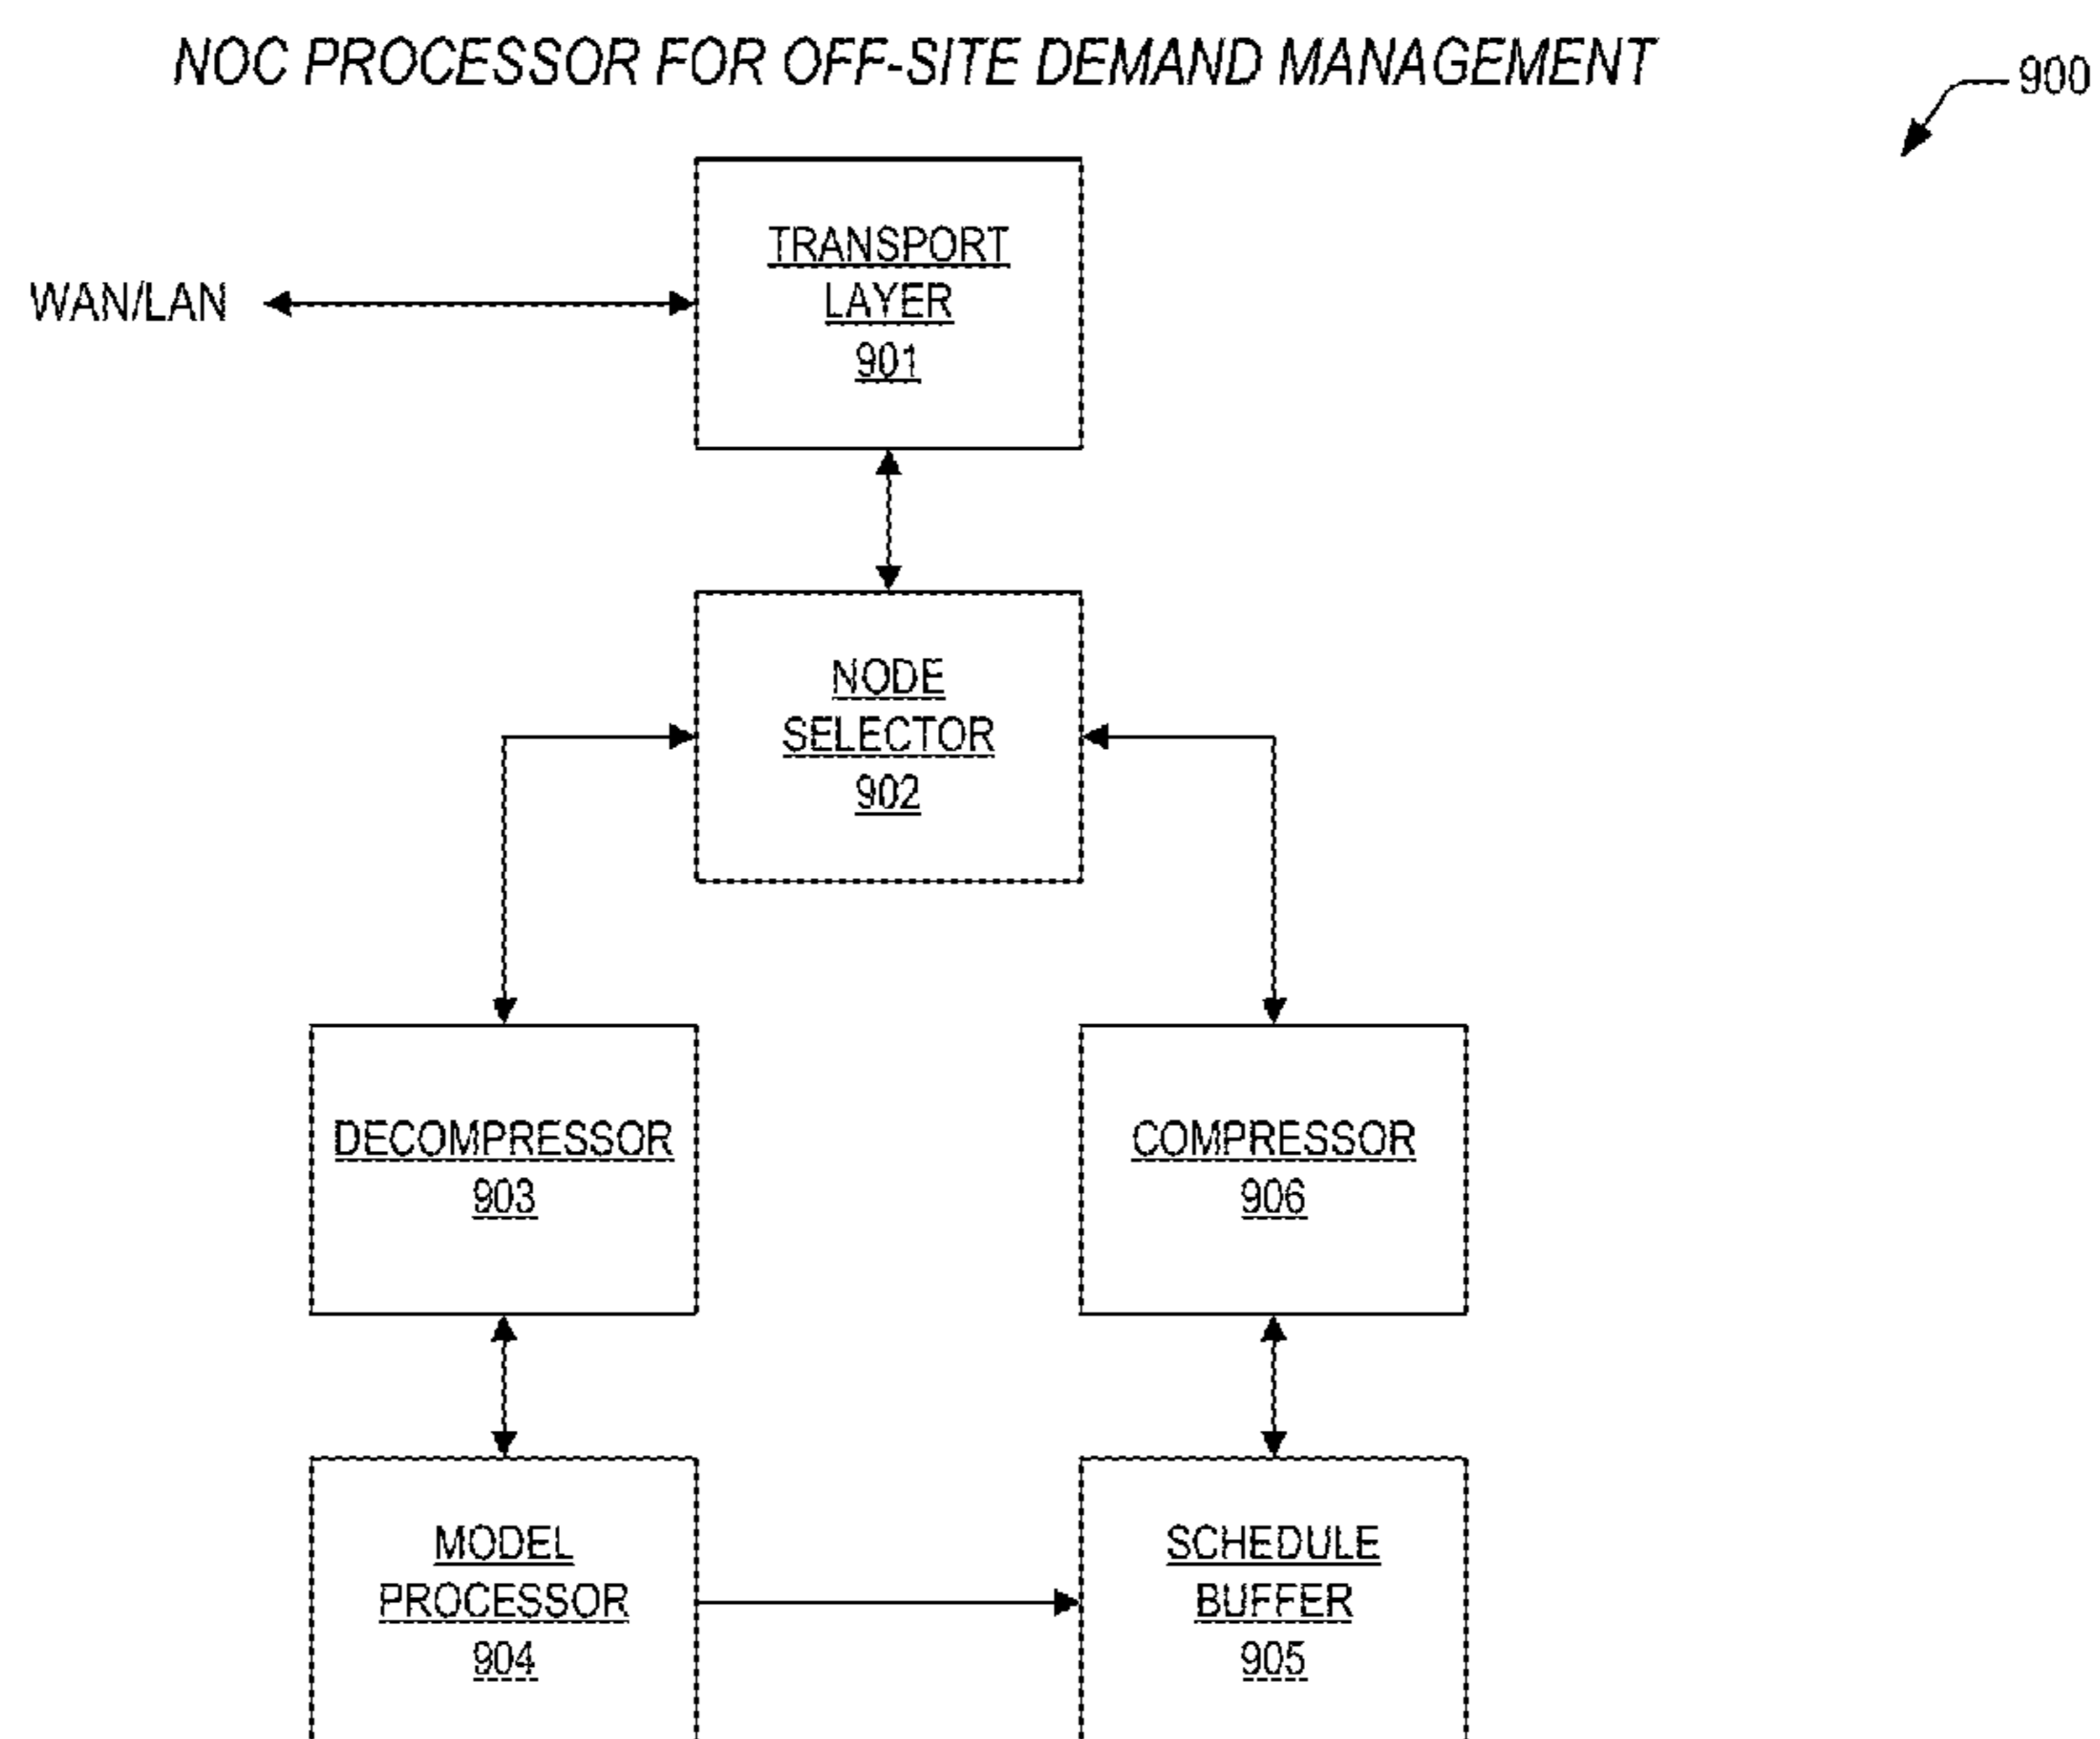 NOC PROCESSOR FOR OFF-SITE DEMAND MANAGEMENT
900
TRANSPORT
LAYER
901
WAN/LAN
NODE
SELECTOR
902
DECOMPRESSOR
903
COMPRESSOR
906
MODEL
PROCESSOR
904
SCHEDULE
BUFFER
905